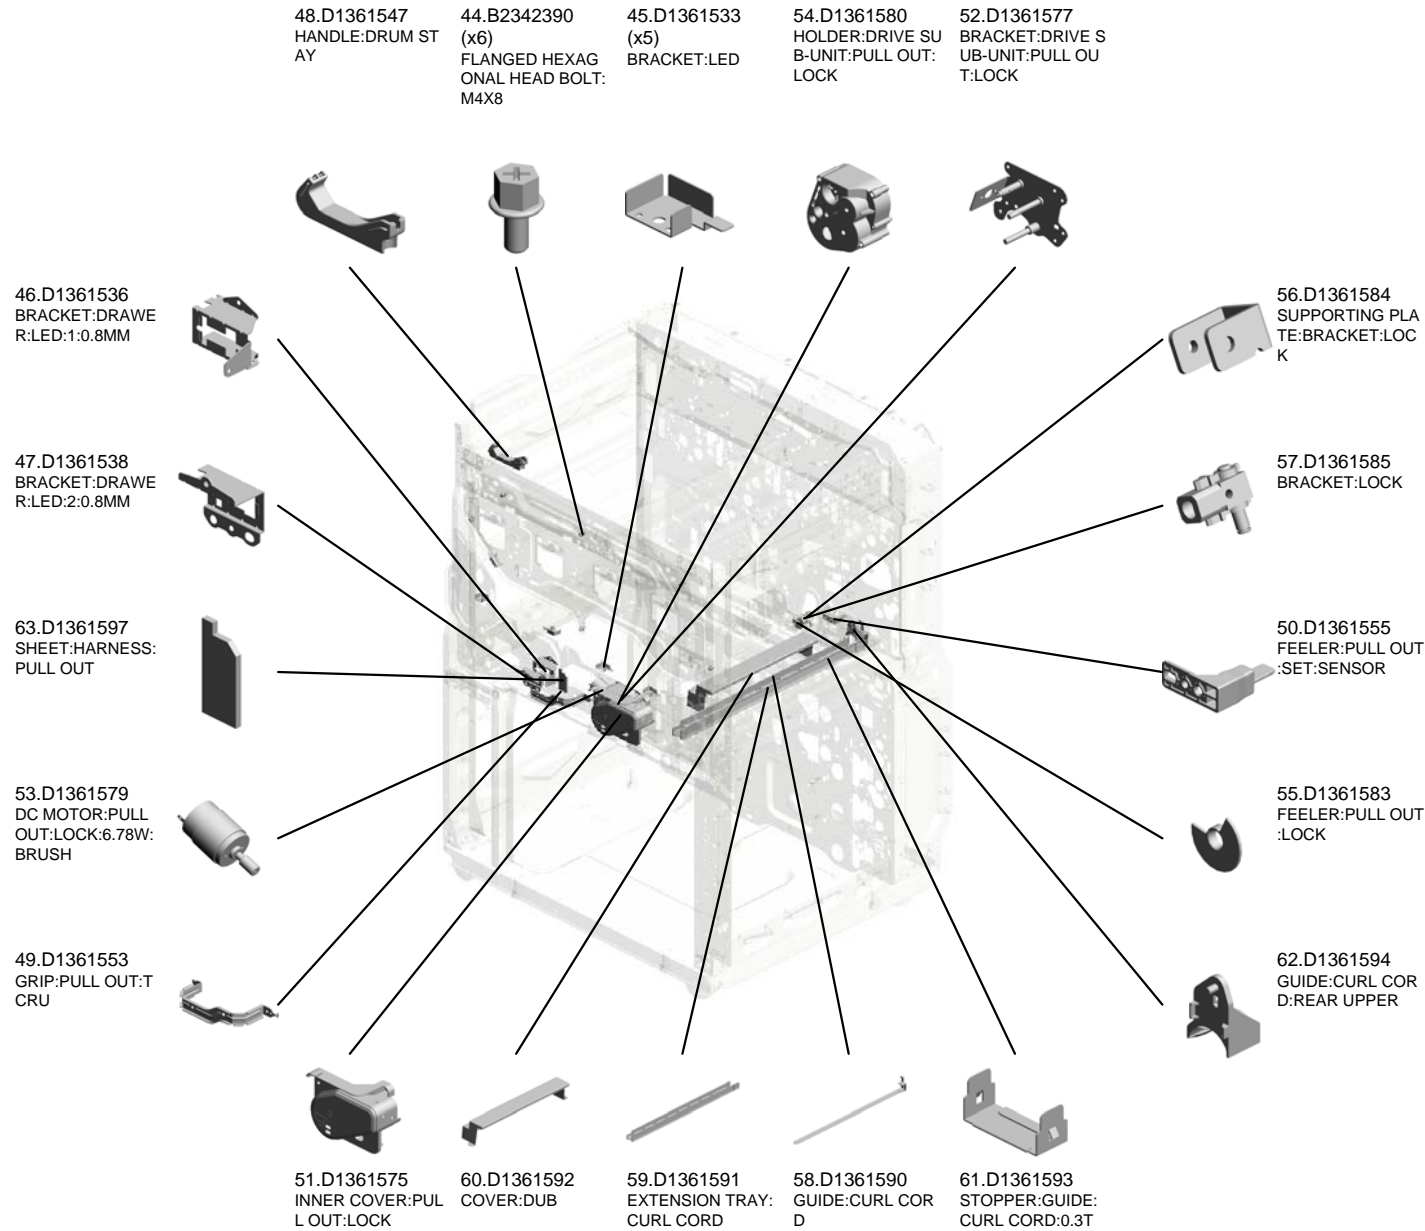 48.D1361547
HANDLE:DRUM ST
AY
44.B2342390
(x6)
FLANGED HEXAG
ONAL HEAD BOLT:
M4X8
45.D1361533
(x5)
BRACKET:LED
54.D1361580
HOLDER:DRIVE SU
B-UNIT:PULL OUT:
LOCK
52.D1361577
BRACKET:DRIVE S
UB-UNIT:PULL OU
T:LOCK
46.D1361536
BRACKET:DRAWE
R:LED:1:0.8MM
56.D1361584
SUPPORTING PLA
TE:BRACKET:LOC
K
47.D1361538
BRACKET:DRAWE
R:LED:2:0.8MM
57.D1361585
BRACKET:LOCK
63.D1361597
SHEET:HARNESS:
PULL OUT
50.D1361555
FEELER:PULL OUT
:SET:SENSOR
53.D1361579
DC MOTOR:PULL
OUT:LOCK:6.78W:
BRUSH
55.D1361583
FEELER:PULL OUT
:LOCK
49.D1361553
GRIP:PULL OUT:T
CRU
62.D1361594
GUIDE:CURL COR
D:REAR UPPER
51.D1361575
INNER COVER:PUL
L OUT:LOCK
60.D1361592
COVER:DUB
59.D1361591
EXTENSION TRAY:
CURL CORD
58.D1361590
GUIDE:CURL COR
D
61.D1361593
STOPPER:GUIDE:
CURL CORD:0.3T